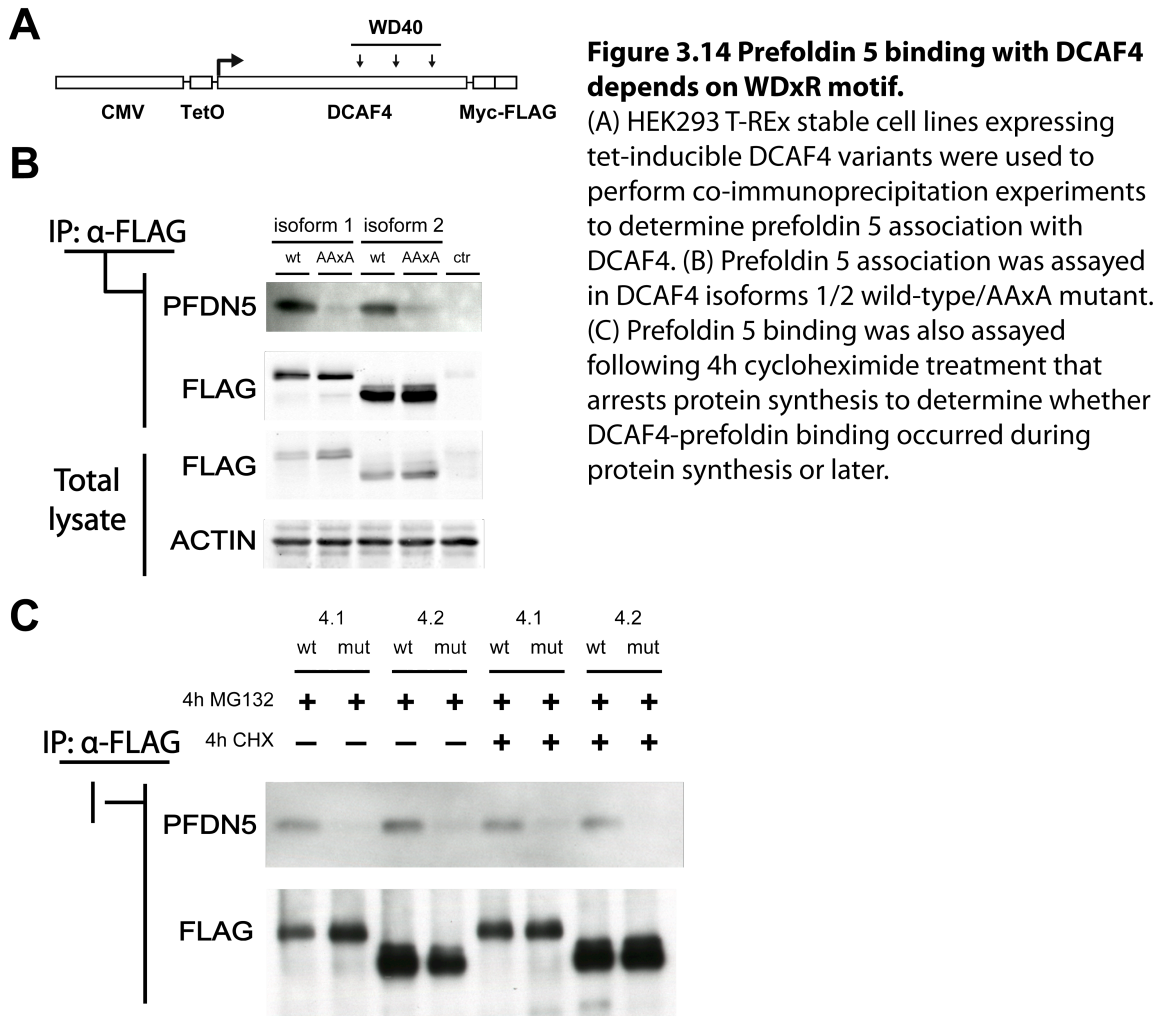 A
WD40
CMV TetO DCAF4 Myc-FLAG
Figure 3.14 Prefoldin 5 binding with DCAF4
depends on WDxR motif.
(A) HEK293 T-REx stable cell lines expressing
tet-inducible DCAF4 variants were used to
perform co-immunoprecipitation experiments
to determine prefoldin 5 association with
DCAF4. (B) Prefoldin 5 association was assayed
in DCAF4 isoforms 1/2 wild-type/AAxA mutant.
(C) Prefoldin 5 binding was also assayed
following 4h cycloheximide treatment that
arrests protein synthesis to determine whether
DCAF4-prefoldin binding occurred during
protein synthesis or later.
B
IP: α-FLAG
isoform 1 isoform 2
wt AAxA wt AAxA ctr
PFDN5
FLAG
Total
lysate
FLAG
ACTIN
C
4.1 4.2 4.1 4.2
wt mut wt mut wt mut wt mut
4h MG132 + + + + + + + +
IP: α-FLAG 4h CHX − − − − + + + +
PFDN5
FLAG